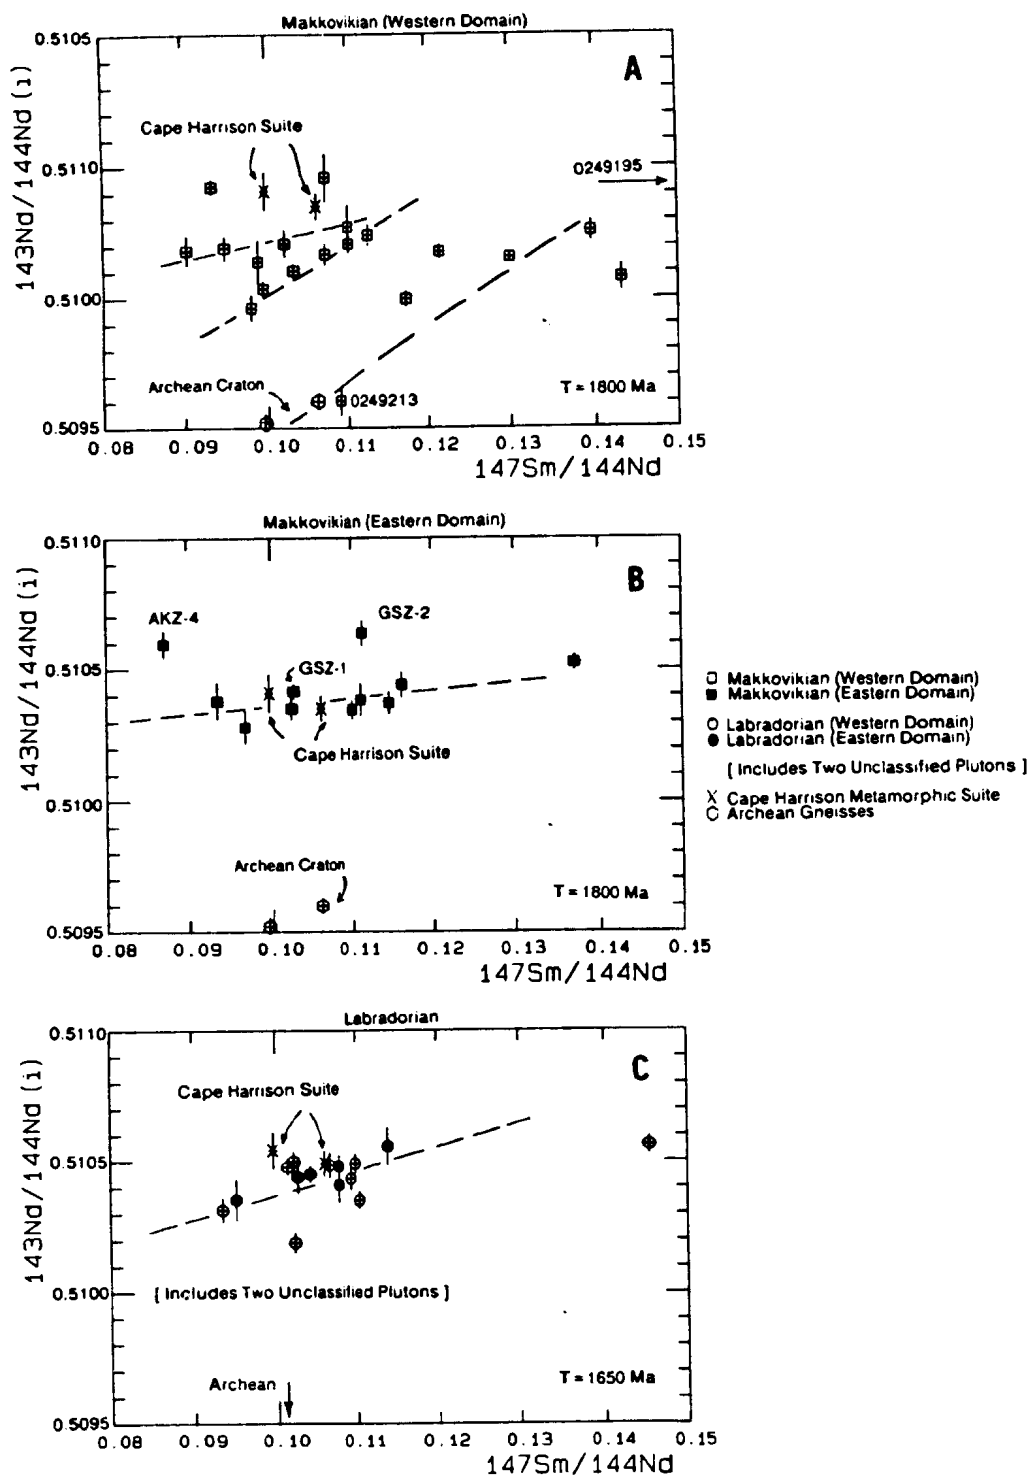 Makkovikian (Western Domain)
0.5105
A
Cape Harrison Suite
0.5110
0249195
143Nd/144Nd (i)
0.5100
Archean Craton
0249213
T = 1800 Ma
0.5095
0.08 0.09 0.10 0.11 0.12 0.13 0.14 0.15
147Sm/144Nd
Makkovikian (Eastern Domain)
0.5110
B
AKZ-4
GSZ-2
143Nd/144Nd (i)
0.5105
GSZ-1
Cape Harrison Suite
0.5100
Archean Craton
T = 1800 Ma
0.5095
0.08 0.09 0.10 0.11 0.12 0.13 0.14 0.15
147Sm/144Nd
Makkovikian (Western Domain)
Makkovikian (Eastern Domain)
Labradorian (Western Domain)
Labradorian (Eastern Domain)
[ Includes Two Unclassified Plutons ]
Cape Harrison Metamorphic Suite
Archean Gneisses
Labradorian
0.5110
C
Cape Harrison Suite
143Nd/144Nd (i)
0.5105
0.5100
[ Includes Two Unclassified Plutons ]
Archean
T = 1650 Ma
0.5095
0.08 0.09 0.10 0.11 0.12 0.13 0.14 0.15
147Sm/144Nd